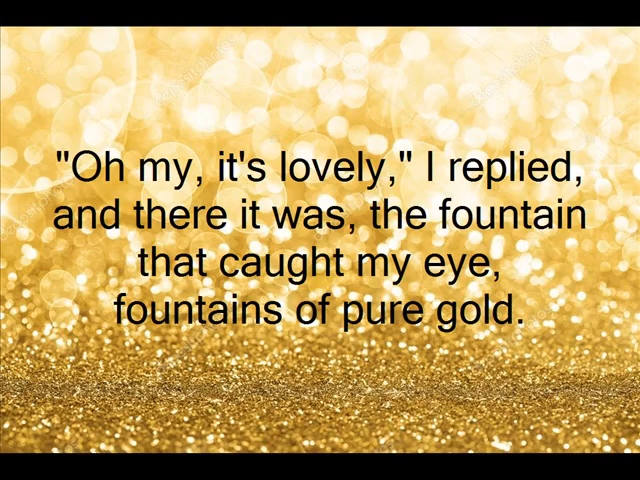 "Oh my, it's lovely," I replied,
and there it was, the fountain
that caught my eye,
fountains of pure gold.